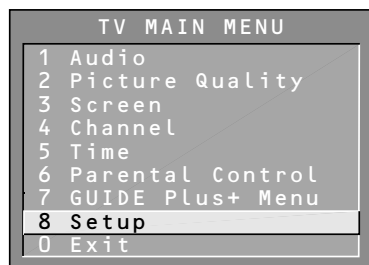 TV MAIN MENU
1 Audio
2 Picture Quality
3 Screen
4 Channel
5 Time
6 Parental Control
7 GUIDE Plus+ Menu
8 Setup
0 Exit